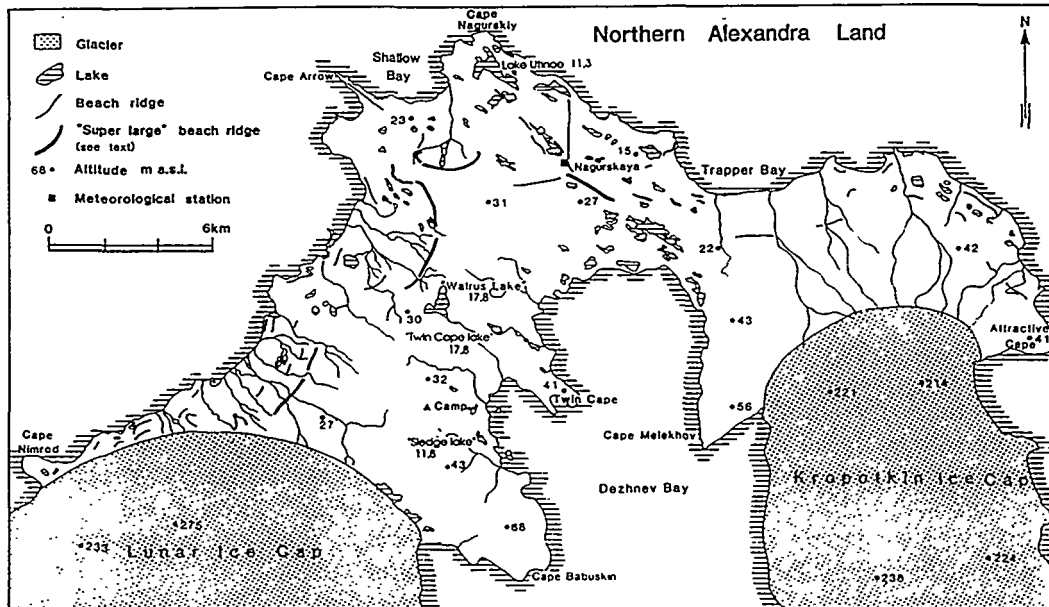 Northern Alexandra Land
N
Glacier
Lake
Beach ridge
"Super large" beach ridge
(see text)
68 • Altitude m a.s.l.
Meteorological station
0 6km
Cape
Nagurskiy
Shallow
Bay
Cape Arrow
Lake Utinoe 11,3
23
15
Nagurskaya
Trapper Bay
31
27
22
42
"Walrus Lake"
17,8
30
43
Attractive
Cape
41
"Twin Cape lake"
17,8
32
41
Twin Cape
Camp
56
221
214
27
Cape
Nimrod
"Sledge lake"
11,8
43
Cape Melekhov
Dezhnev Bay
Kropotkin Ice Cap
68
275
233
Lunar Ice Cap
224
238
Cape Babuskin